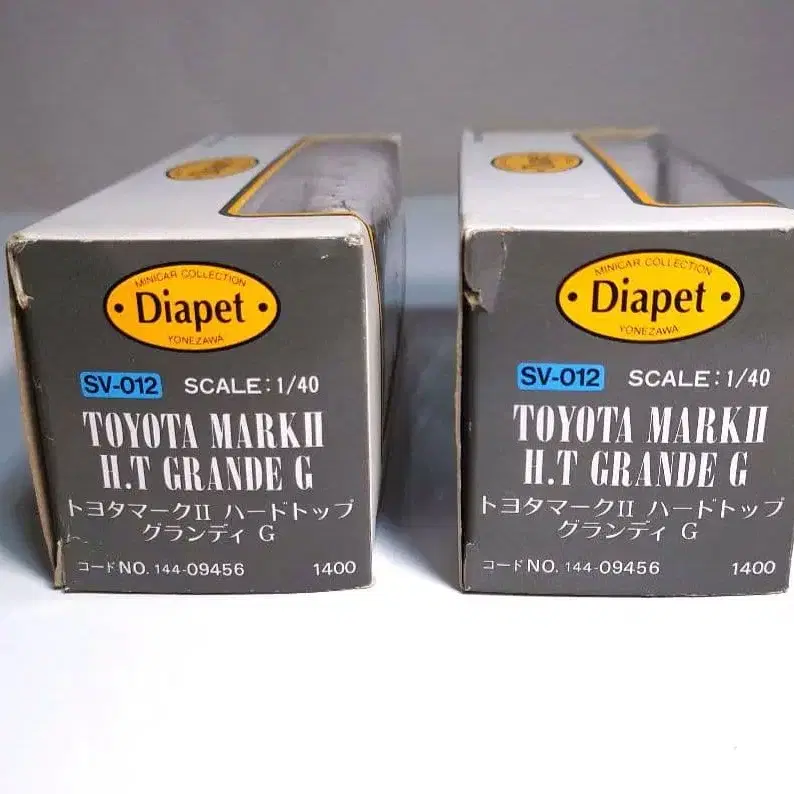 MINICAR COLLECTION
• Diapet •
YONEZAWA
SV-012 SCALE:1/40
TOYOTA MARKII
H.T GRANDE G
トヨタマークII ハードトップ
グランディ G
コードNO. 144-09456 1400
MINICAR COLLECTION
• Diapet •
YONEZAWA
SV-012 SCALE:1/40
TOYOTA MARKII
H.T GRANDE G
トヨタマークII ハードトップ
グランディ G
コードNO. 144-09456 1400